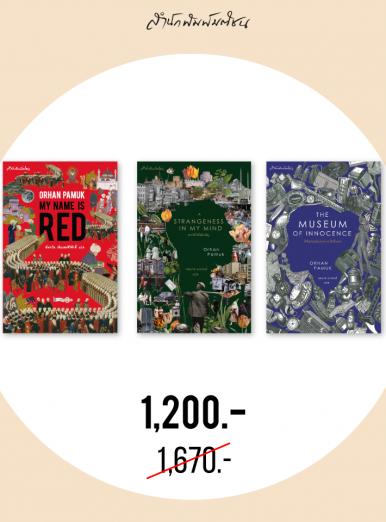 สำนักพิมพ์มติชน
ORHAN PAMUK
MY NAME IS
RED
A
STRANGENESS
IN MY MIND
Orhan
Pamuk
THE
MUSEUM
OF INNOCENCE
ORHAN
PAMUK
1,200.-
1,670.-